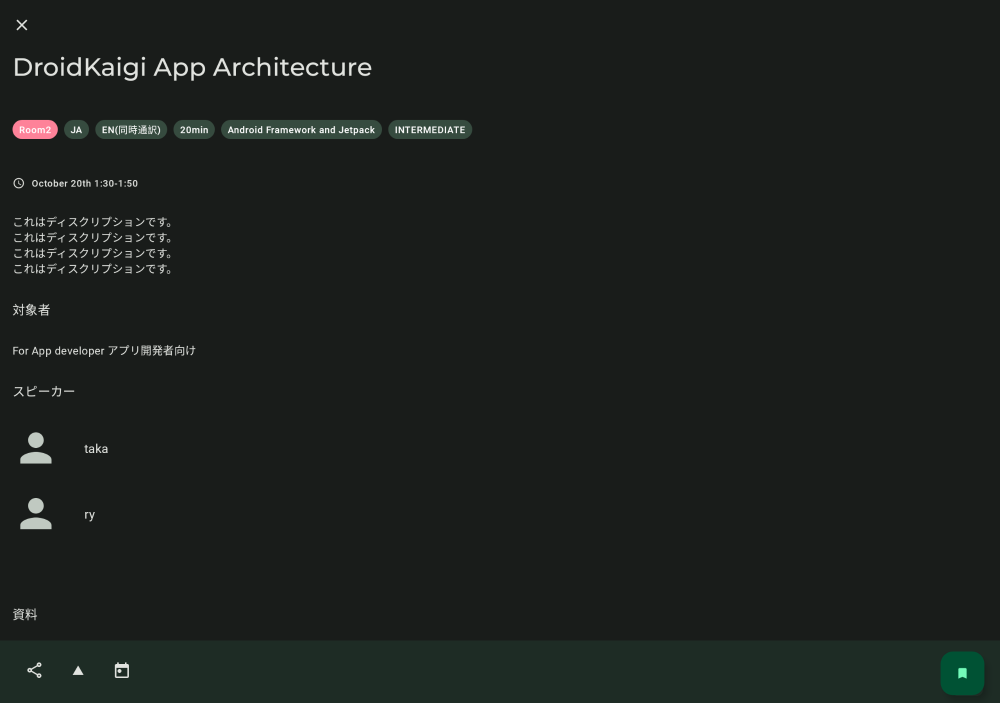 DroidKaigi App Architecture
Room2 JA EN(同時通訳) 20min Android Framework and Jetpack INTERMEDIATE
October 20th 1:30-1:50
これはディスクリプションです。
これはディスクリプションです。
これはディスクリプションです。
これはディスクリプションです。
対象者
For App developer アプリ開発者向け
スピーカー
taka
ry
資料